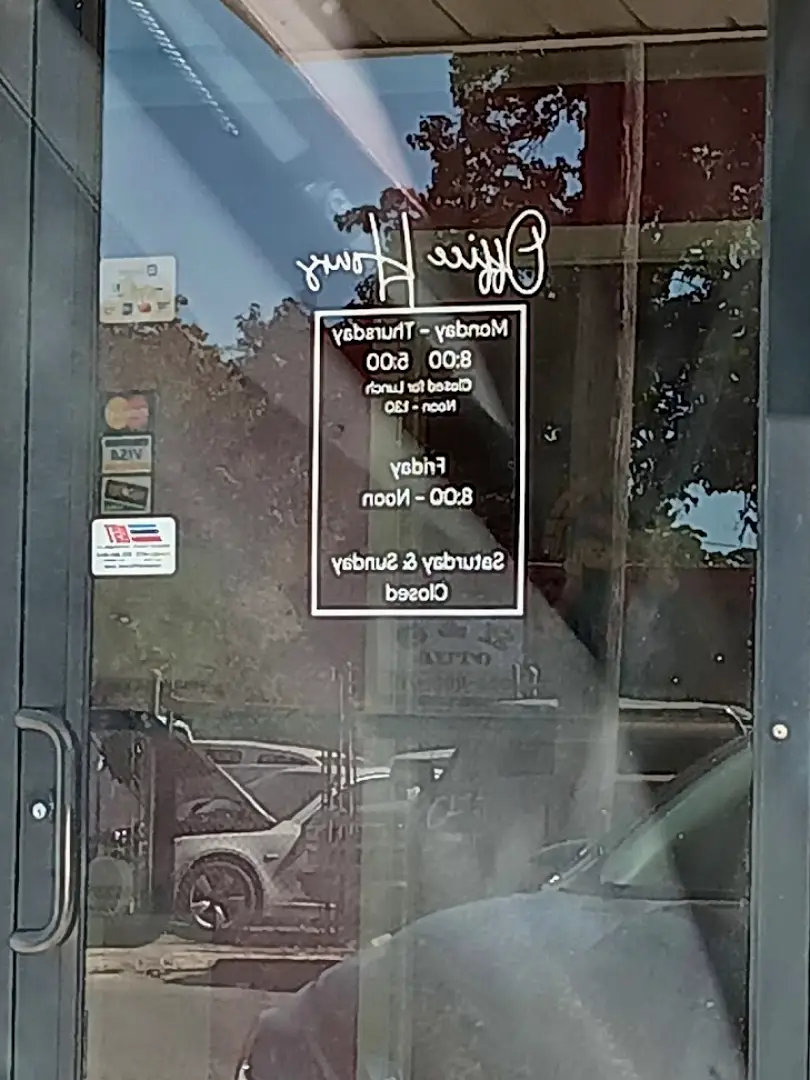 Office Hours
Monday - Thursday
8:00 5:00
Closed for Lunch
Noon - 1:30
Friday
8:00 - Noon
Saturday & Sunday
Closed
VISA